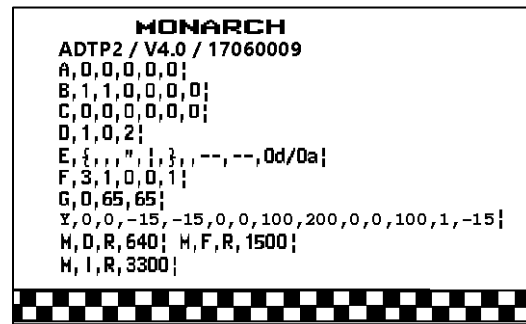 MONARCH
ADTP2 / V4.0 / 17060009
A,0,0,0,0,0¦
B,1,1,0,0,0,0¦
C,0,0,0,0,0,0¦
D,1,0,2¦
E,{,,,",¦,},,--,--,0d/0a¦
F,3,1,0,0,1¦
G,0,65,65¦
Y,0,0,-15,-15,0,0,100,200,0,0,100,1,-15¦
M,D,R,640¦ M,F,R,1500¦
M,I,R,3300¦